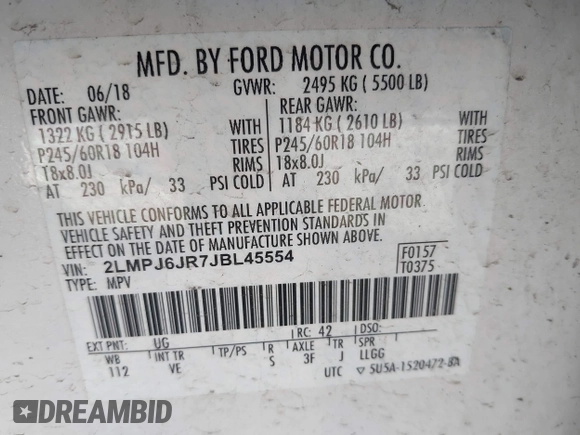 MFD. BY FORD MOTOR CO.
DATE: 06/18 GVWR: 2495 KG ( 5500 LB)
FRONT GAWR: REAR GAWR:
1322 KG ( 2915 LB) WITH 1184 KG ( 2610 LB) WITH
P245/60R18 104H TIRES P245/60R18 104H TIRES
18x8.0J RIMS 18x8.0J RIMS
AT 230 kPa/ 33 PSI COLD AT 230 kPa/ 33 PSI COLD
THIS VEHICLE CONFORMS TO ALL APPLICABLE FEDERAL MOTOR
VEHICLE SAFETY AND THEFT PREVENTION STANDARDS IN
EFFECT ON THE DATE OF MANUFACTURE SHOWN ABOVE.
VIN: 2LMPJ6JR7JBL45554 F0157
TYPE: MPV T0375
EXT PNT: UG RC: 42 DSO:
WB INT TR TP/PS R AXLE TR SPR
112 VE S 3F J LLGG
UTC ▽ 5U5A-1520472-BA
DREAMBID